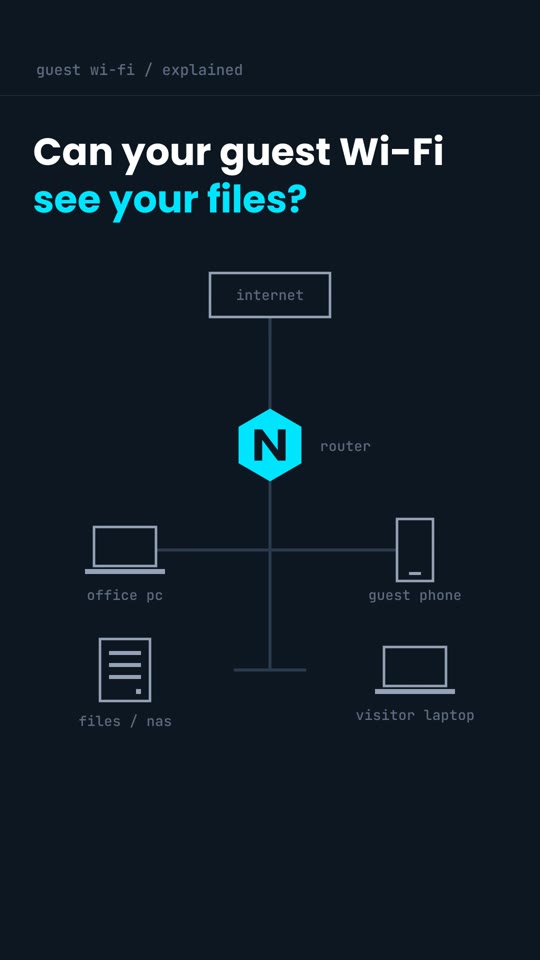 guest wi-fi / explained
Can your guest Wi-Fi
see your files?
internet
N
router
office pc
guest phone
files / nas
visitor laptop